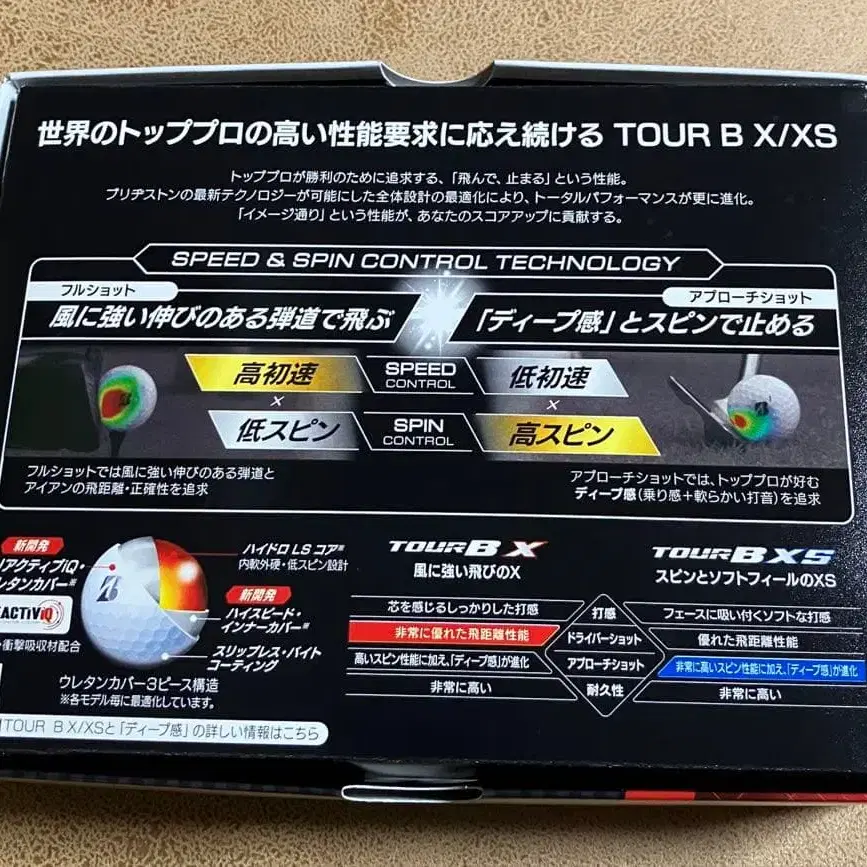 世界のトッププロの高い性能要求に応え続ける TOUR B X/XS
トッププロが勝利のために追求する、「飛んで、止まる」という性能。
ブリヂストンの最新テクノロジーが可能にした全体設計の最適化により、トータルパフォーマンスが更に進化。
「イメージ通り」という性能が、あなたのスコアアップに貢献する。
SPEED & SPIN CONTROL TECHNOLOGY
フルショット
風に強い伸びのある弾道で飛ぶ
アプローチショット
「ディープ感」とスピンで止める
高初速
×
低スピン
SPEED
CONTROL
SPIN
CONTROL
低初速
×
高スピン
フルショットでは風に強い伸びのある弾道と
アイアンの飛距離・正確性を追求
アプローチショットでは、トッププロが好む
ディープ感(乗り感+軟らかい打音)を追求
新開発
リアクティブiQ・
ウレタンカバー※
REACTIV iQ
衝撃吸収材配合
B
ハイドロ LS コア※
内軟外硬・低スピン設計
新開発
ハイスピード・
インナーカバー※
スリップレス・バイト
コーティング
ウレタンカバー3ピース構造
※各モデル毎に最適化しています。
TOUR B X/XSと「ディープ感」の詳しい情報はこちら
TOUR B X
風に強い飛びのX
TOUR B XS
スピンとソフトフィールのXS
芯を感じるしっかりした打感
打感
フェースに吸い付くソフトな打感
非常に優れた飛距離性能
ドライバーショット
優れた飛距離性能
高いスピン性能に加え、「ディープ感」が進化
アプローチショット
非常に高いスピン性能に加え、「ディープ感」が進化
非常に高い
耐久性
非常に高い